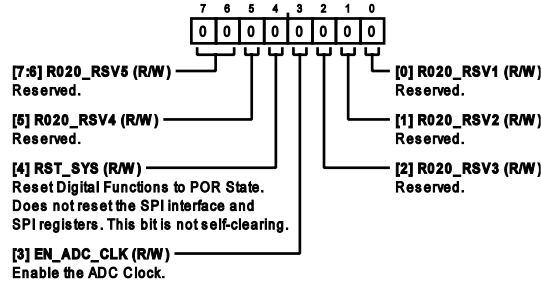 7 6 5 4 3 2 1 0
0 0 0 0 0 0 0 0
[7:6] R020_RSV5 (R/W)
Reserved.
[5] R020_RSV4 (R/W)
Reserved.
[4] RST_SYS (R/W)
Reset Digital Functions to POR State.
Does not reset the SPI interface and
SPI registers. This bit is not self-clearing.
[3] EN_ADC_CLK (R/W)
Enable the ADC Clock.
[0] R020_RSV1 (R/W)
Reserved.
[1] R020_RSV2 (R/W)
Reserved.
[2] R020_RSV3 (R/W)
Reserved.